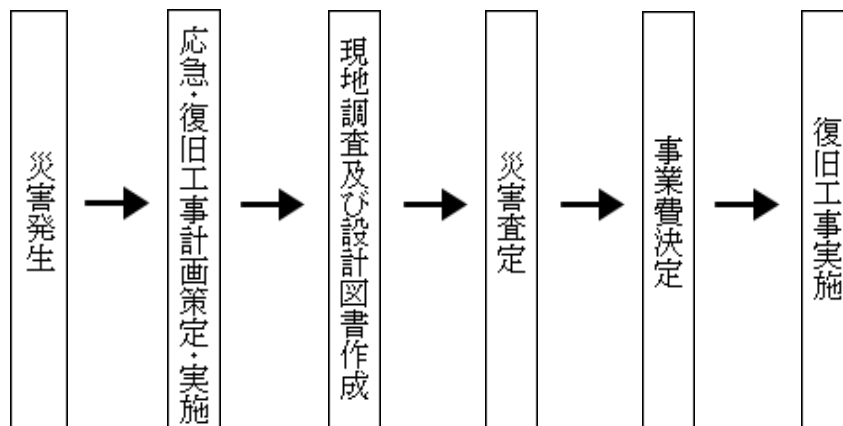 災害発生
応急・復旧工事計画策定・実施
現地調査及び設計図書作成
災害査定
事業費決定
復旧工事実施